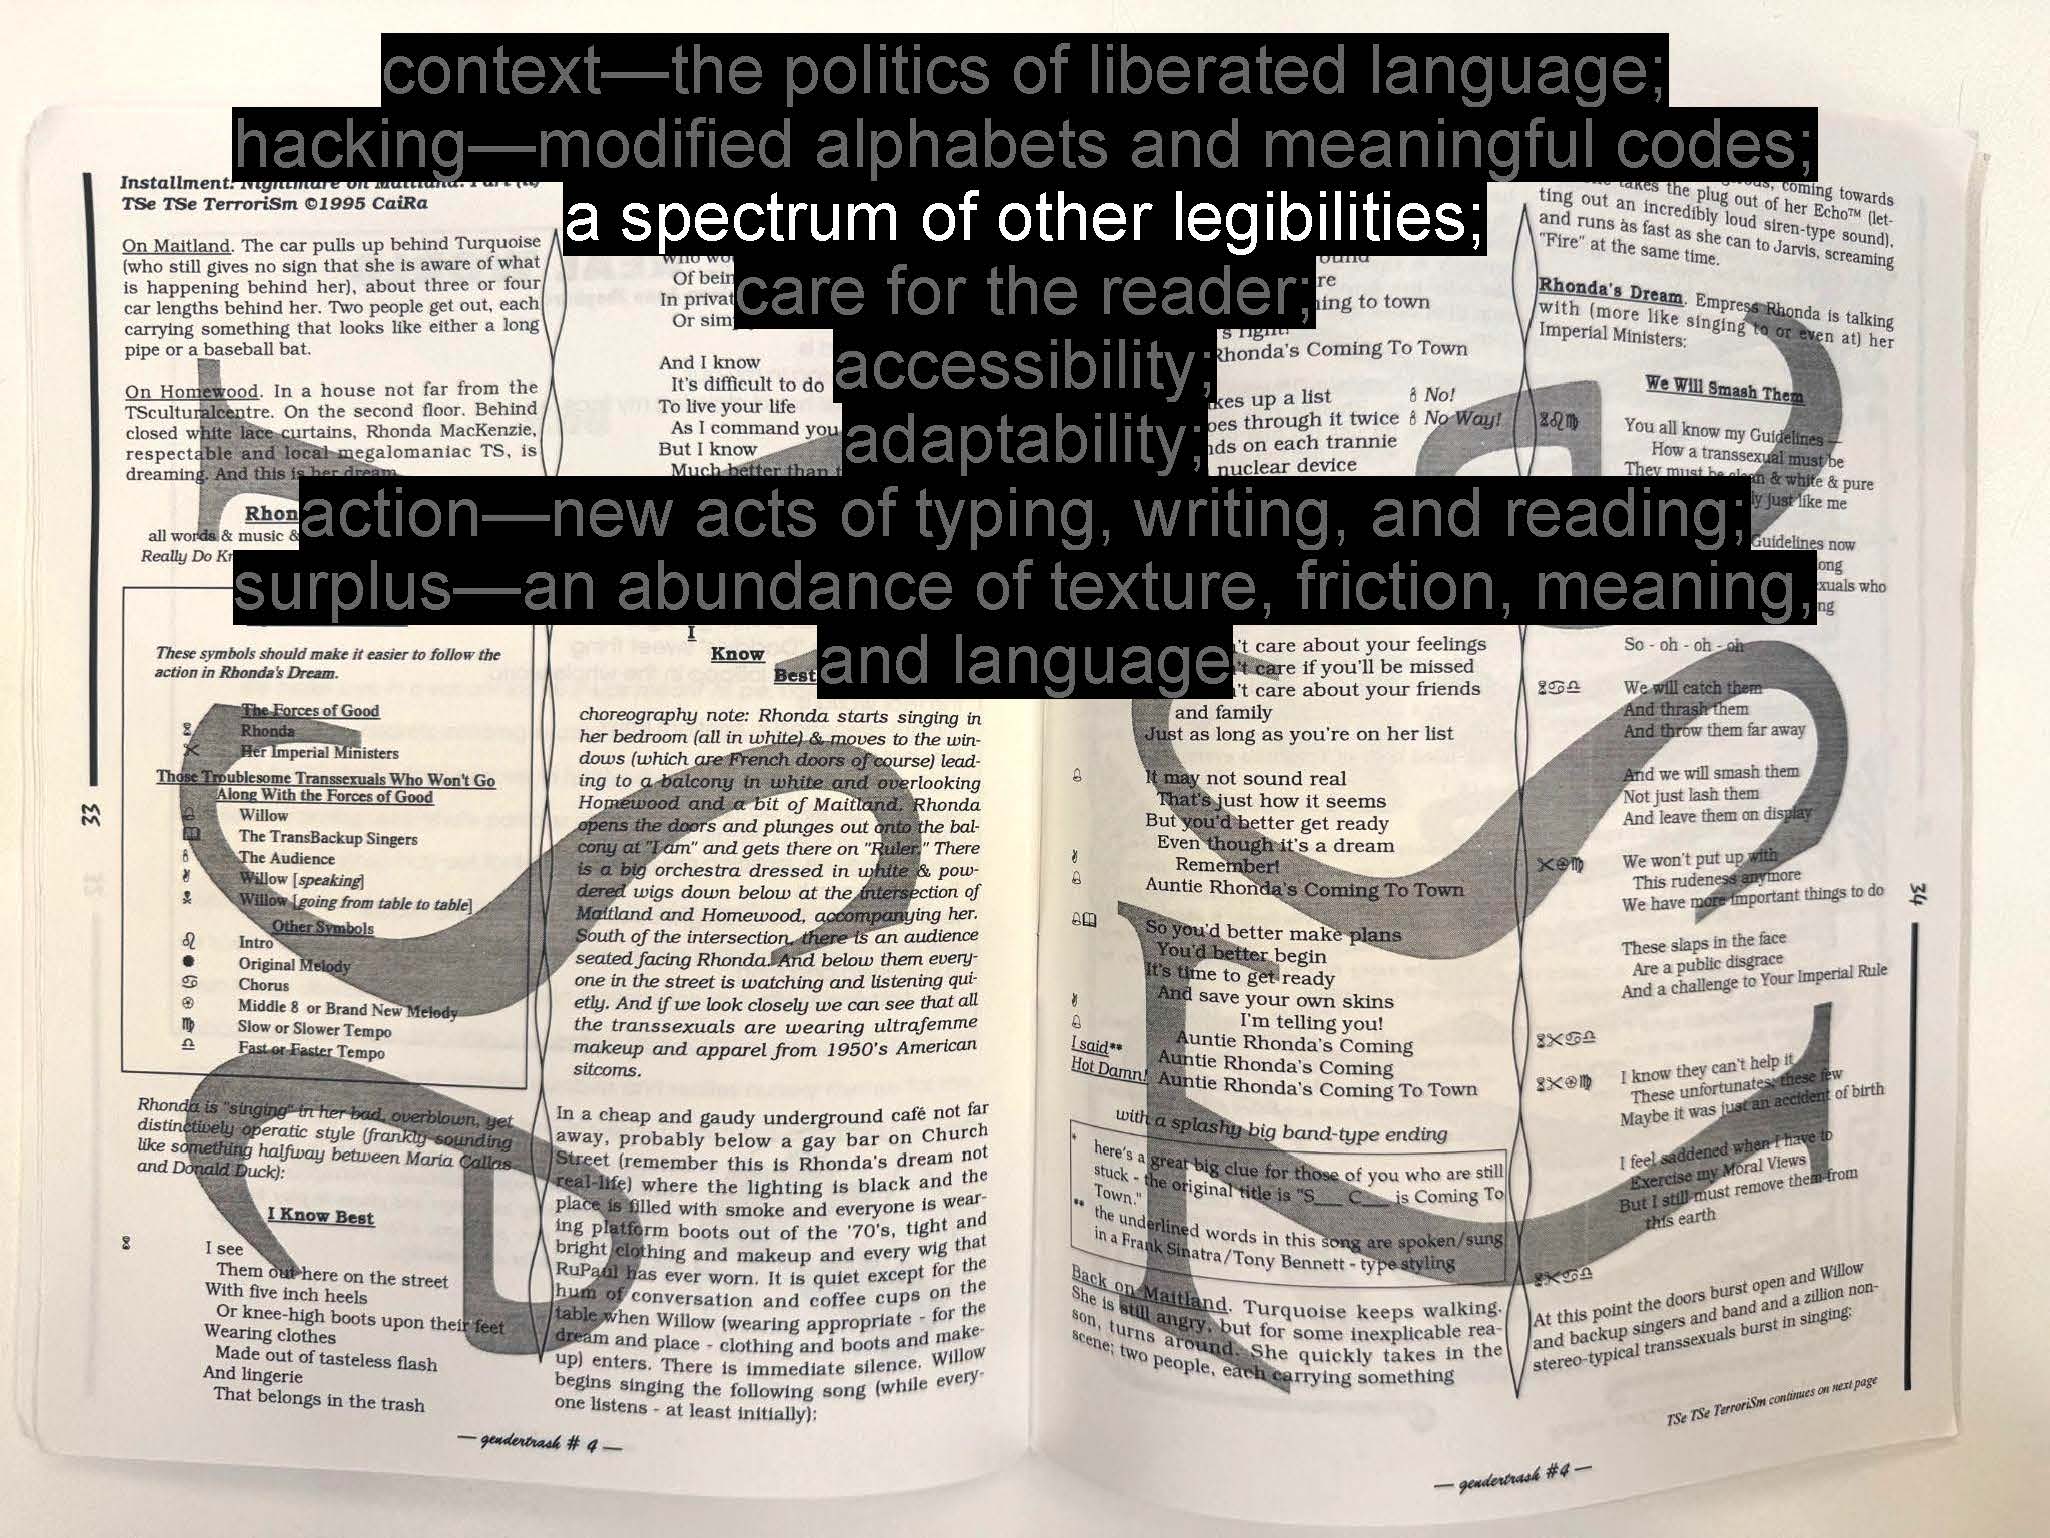 context—the politics of liberated language;
hacking—modified alphabets and meaningful codes;
a spectrum of other legibilities;
care for the reader;
accessibility;
adaptability;
action—new acts of typing, writing, and reading;
surplus—an abundance of texture, friction, meaning,
and language
33
Installment: Nightmare on Maitland:
TSe TSe TerroriSm ©1995 CaiRa
On Maitland. The car pulls up behind Turquoise
(who still gives no sign that she is aware of what
is happening behind her), about three or four
car lengths behind her. Two people get out, each
carrying something that looks like either a long
pipe or a baseball bat.
On Homewood. In a house not far from the
TSculturalcentre. On the second floor. Behind
closed white lace curtains, Rhonda MacKenzie,
respectable and local megalomaniac TS, is
dreaming. And this is her dream
Rhon
all words & music &
Really Do Kr
These symbols should make it easier to follow the
action in Rhonda's Dream.
The Forces of Good
Rhonda
Her Imperial Ministers
Those Troublesome Transsexuals Who Won't Go
Along With the Forces of Good
Willow
The TransBackup Singers
The Audience
Willow [speaking]
Willow [going from table to table]
Other Symbols
♌ Intro
● Original Melody
♋ Chorus
Middle 8 or Brand New Melody
♍ Slow or Slower Tempo
♎ Fast or Faster Tempo
Rhonda is "singing" in her bad, overblown, yet
distinctively operatic style (frankly sounding
like something halfway between Maria Callas
and Donald Duck):
I Know Best
I see
Them out here on the street
With five inch heels
Or knee-high boots upon their feet
Wearing clothes
Made out of tasteless flash
And lingerie
That belongs in the trash
Who wo
Of bein
In privat
Or sim
And I know
It's difficult to do
To live your life
As I command you
But I know
Much better than
I
Know
Best
choreography note: Rhonda starts singing in
her bedroom (all in white) & moves to the win-
dows (which are French doors of course) lead-
ing to a balcony in white and overlooking
Homewood and a bit of Maitland. Rhonda
opens the doors and plunges out onto the bal-
cony at "I am" and gets there on "Ruler." There
is a big orchestra dressed in white & pow-
dered wigs down below at the intersection of
Maitland and Homewood, accompanying her.
South of the intersection, there is an audience
seated facing Rhonda. And below them every-
one in the street is watching and listening qui-
etly. And if we look closely we can see that all
the transsexuals are wearing ultrafemme
makeup and apparel from 1950's American
sitcoms.
In a cheap and gaudy underground café not far
away, probably below a gay bar on Church
Street (remember this is Rhonda's dream not
real-life) where the lighting is black and the
place is filled with smoke and everyone is wear-
ing platform boots out of the '70's, tight and
bright clothing and makeup and every wig that
RuPaul has ever worn. It is quiet except for the
hum of conversation and coffee cups on the
table when Willow (wearing appropriate - for the
dream and place - clothing and boots and make-
up) enters. There is immediate silence. Willow
begins singing the following song (while every-
one listens - at least initially):
— gendertrash # 4 —
ound
re
ing to town
s right!
Rhonda's Coming To Town
kes up a list No!
oes through it twice No Way!
ds on each trannie
nuclear device
't care about your feelings
't care if you'll be missed
't care about your friends
and family
Just as long as you're on her list
It may not sound real
That's just how it seems
But you'd better get ready
Even though it's a dream
Remember!
Auntie Rhonda's Coming To Town
So you'd better make plans
You'd better begin
It's time to get ready
And save your own skins
I'm telling you!
Auntie Rhonda's Coming
I said** Auntie Rhonda's Coming
Hot Damn! Auntie Rhonda's Coming To Town
with a splashy big band-type ending
* here's a great big clue for those of you who are still
stuck - the original title is "S___ C___ is Coming To
Town."
** the underlined words in this song are spoken/sung
in a Frank Sinatra/Tony Bennett - type styling
Back on Maitland. Turquoise keeps walking.
She is still angry, but for some inexplicable rea-
son, turns around. She quickly takes in the
scene; two people, each carrying something
coming towards
takes the plug out of her Echo™ (let-
ting out an incredibly loud siren-type sound),
and runs as fast as she can to Jarvis, screaming
"Fire" at the same time.
Rhonda's Dream. Empress Rhonda is talking
with (more like singing to or even at) her
Imperial Ministers:
We Will Smash Them
You all know my Guidelines —
How a transsexual must be
They must be clean & white & pure
ly just like me
Guidelines now
ong
xuals who
ng
So - oh - oh - oh
We will catch them
And thrash them
And throw them far away
And we will smash them
Not just lash them
And leave them on display
We won't put up with
This rudeness anymore
We have more important things to do
These slaps in the face
Are a public disgrace
And a challenge to Your Imperial Rule
I know they can't help it
These unfortunates; these few
Maybe it was just an accident of birth
I feel saddened when I have to
Exercise my Moral Views
But I still must remove them from
this earth
At this point the doors burst open and Willow
and backup singers and band and a zillion non-
stereo-typical transsexuals burst in singing:
TSe TSe TerroriSm continues on next page
34
— gendertrash #4 —